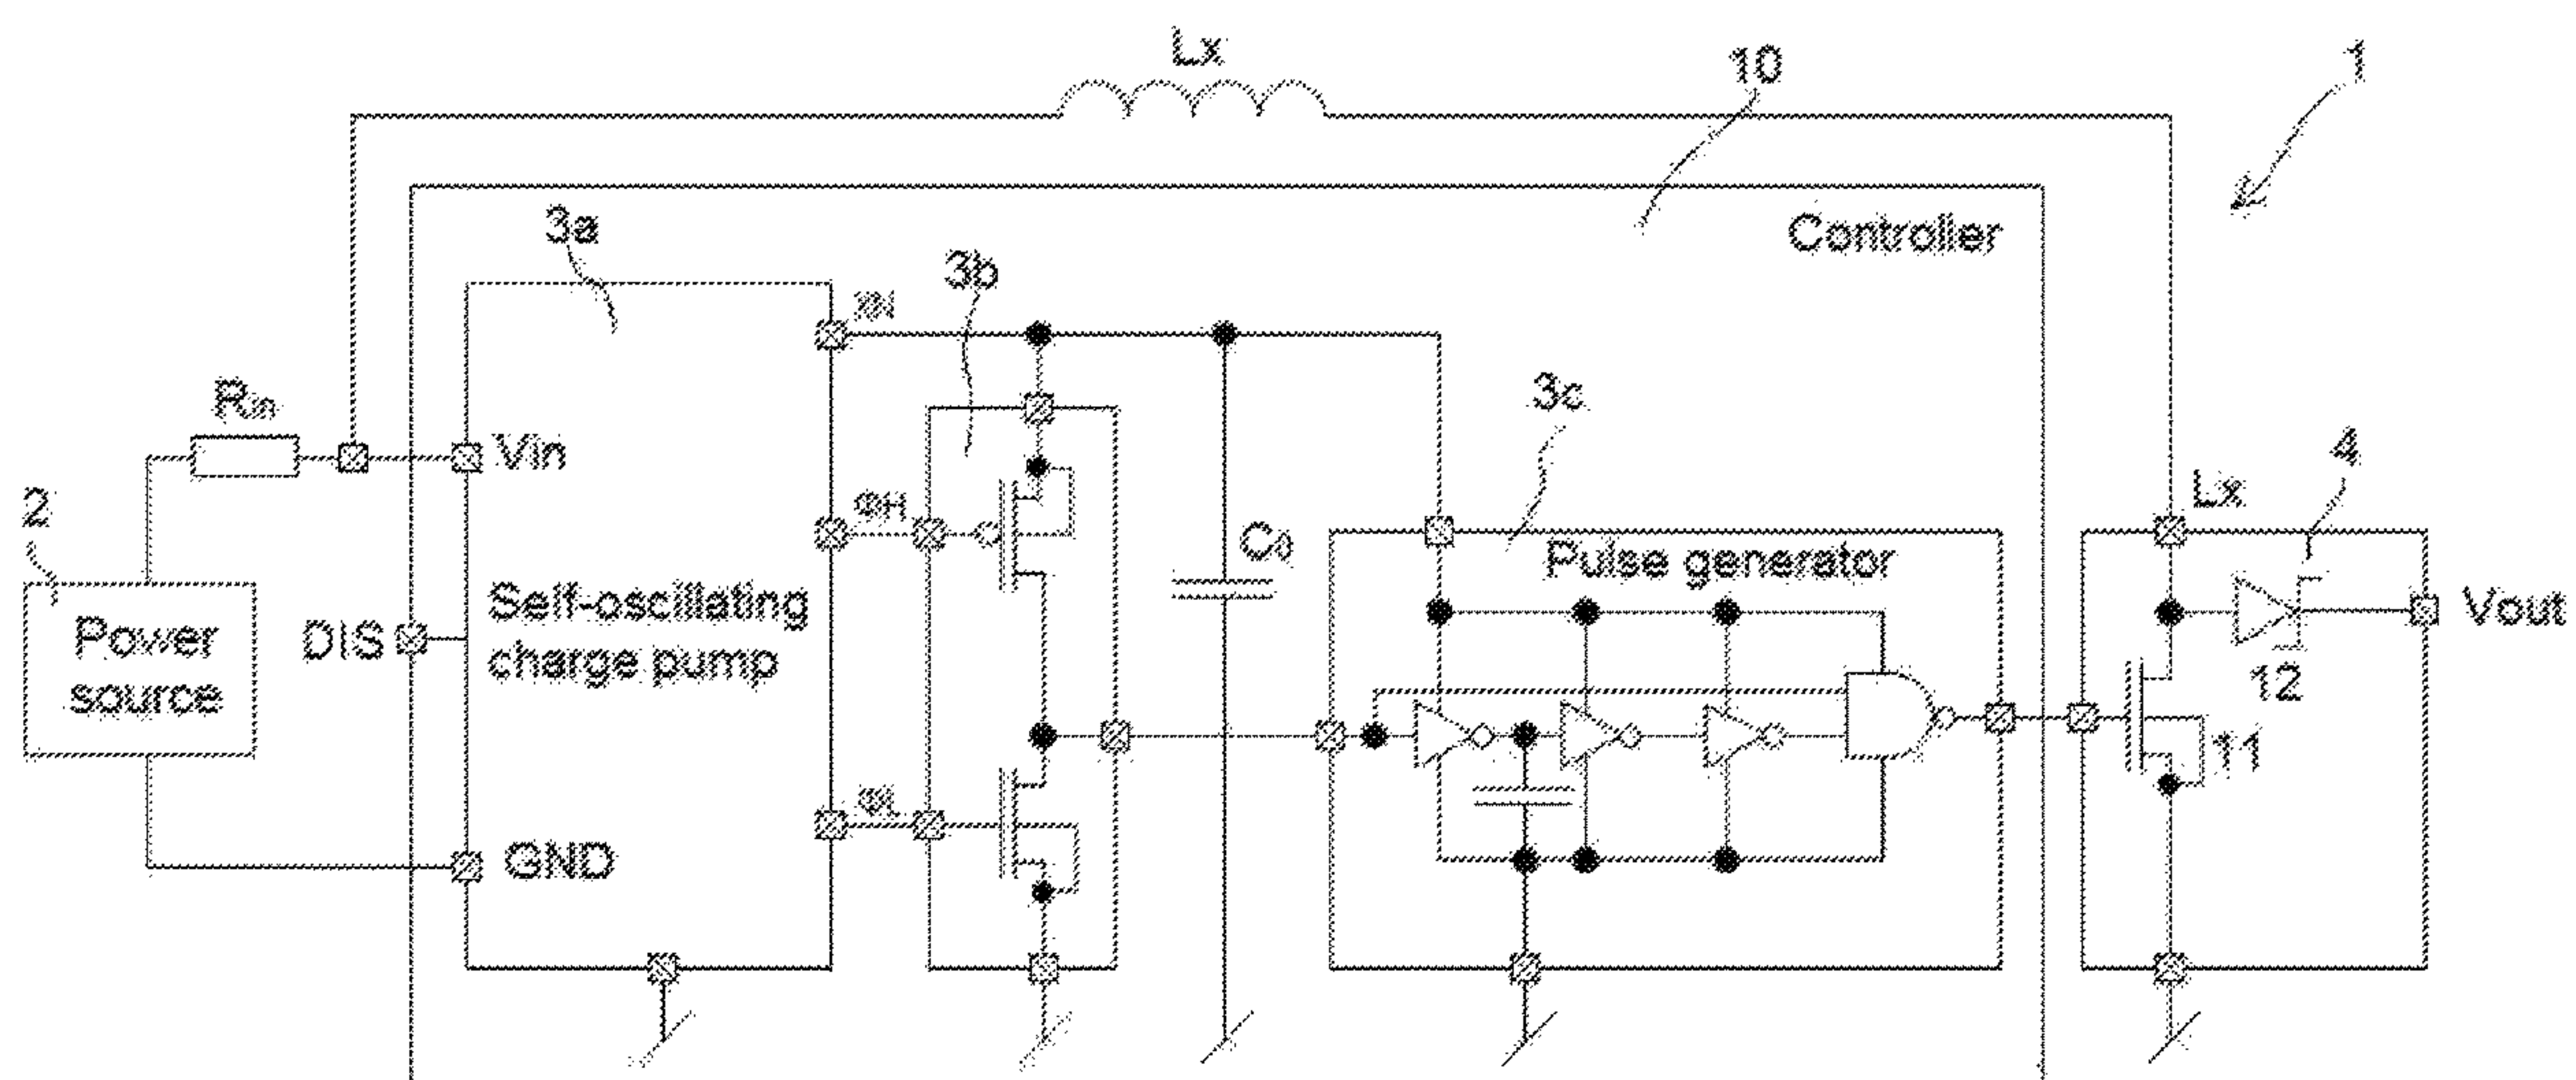 Lx
10
1
Controller
3a
3b
Rin
Vin
3c
4
Lx
2
ΦH
C0
Pulse generator
Power
source
DIS
Self-oscillating
charge pump
Vout
12
11
GND